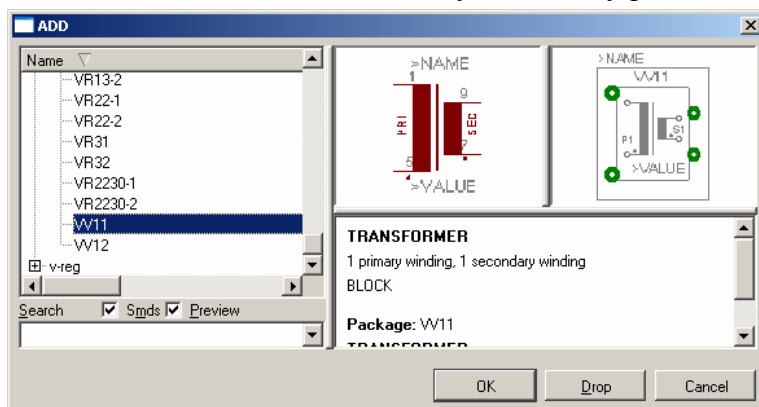 ADD
Name
VR13-2
VR22-1
VR22-2
VR31
VR32
VR2230-1
VR2230-2
VV11
VV12
v-reg
Search
Smds
Preview
>NAME
1
9
PRI
SEC
7
5
>VALUE
>NAME
VV11
P1
S1
>VALUE
TRANSFORMER
1 primary winding, 1 secondary winding
BLOCK
Package: VV11
TRANSFORMER
OK
Drop
Cancel